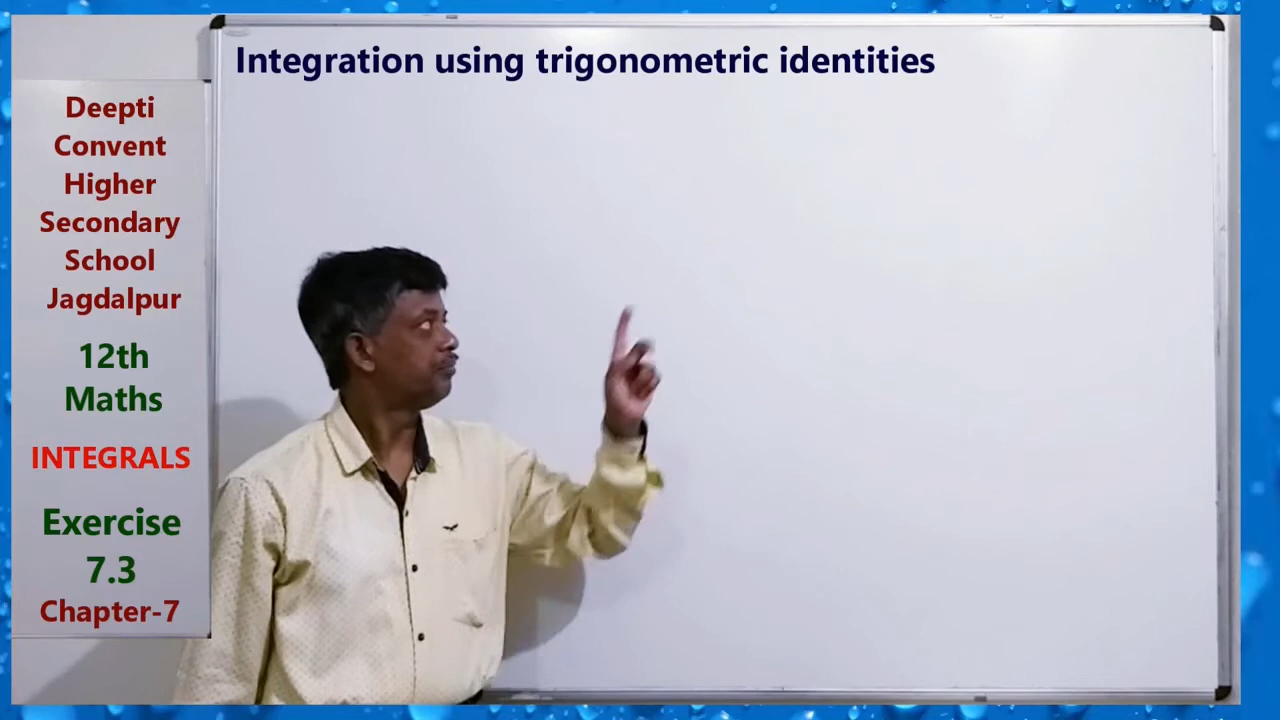 Integration using trigonometric identities
Deepti
Convent
Higher
Secondary
School
Jagdalpur
12th
Maths
INTEGRALS
Exercise
7.3
Chapter-7